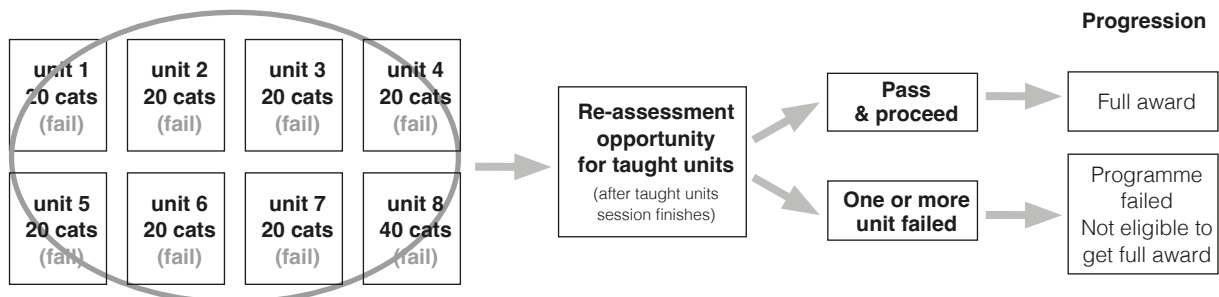 Progression
unit 1
20 cats
(fail)
unit 2
20 cats
(fail)
unit 3
20 cats
(fail)
unit 4
20 cats
(fail)
unit 5
20 cats
(fail)
unit 6
20 cats
(fail)
unit 7
20 cats
(fail)
unit 8
40 cats
(fail)
Re-assessment
opportunity
for taught units
(after taught units
session finishes)
Pass
& proceed
Full award
One or more
unit failed
Programme
failed
Not eligible to
get full award